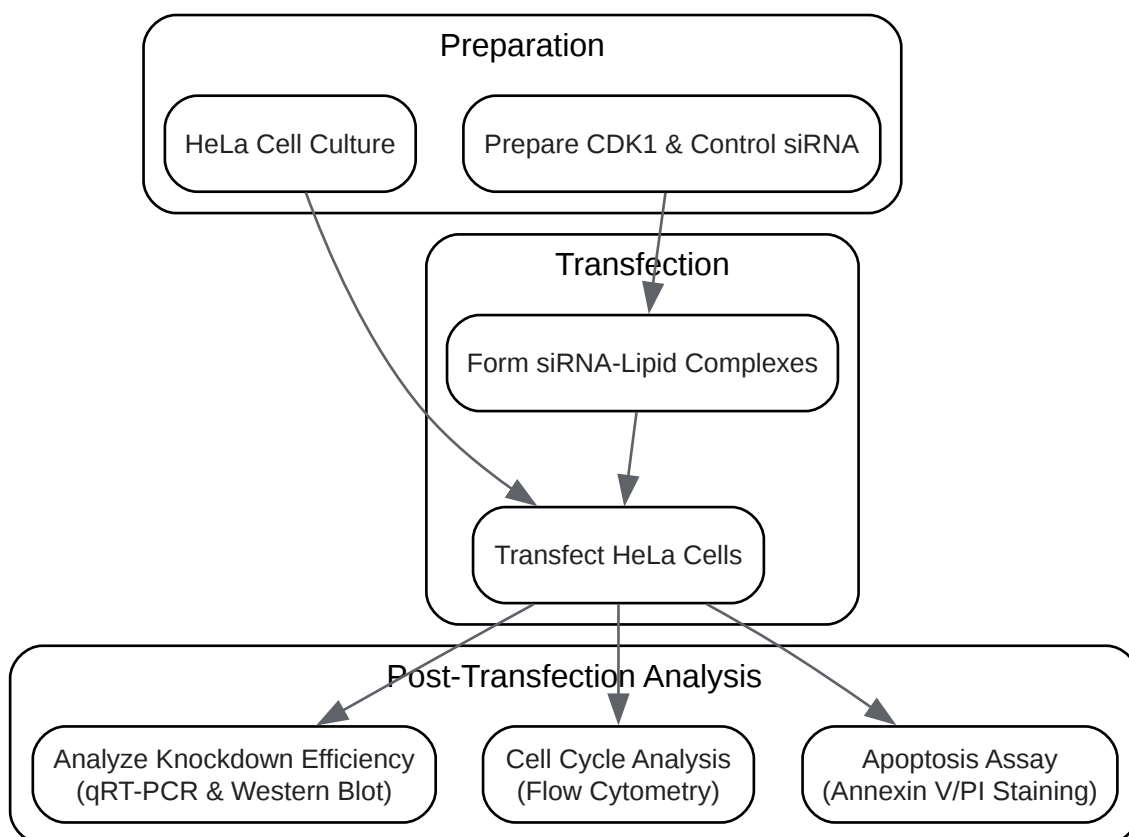 Preparation
HeLa Cell Culture
Prepare CDK1 & Control siRNA
Transfection
Form siRNA-Lipid Complexes
Transfect HeLa Cells
Post-Transfection Analysis
Analyze Knockdown Efficiency
(qRT-PCR & Western Blot)
Cell Cycle Analysis
(Flow Cytometry)
Apoptosis Assay
(Annexin V/PI Staining)